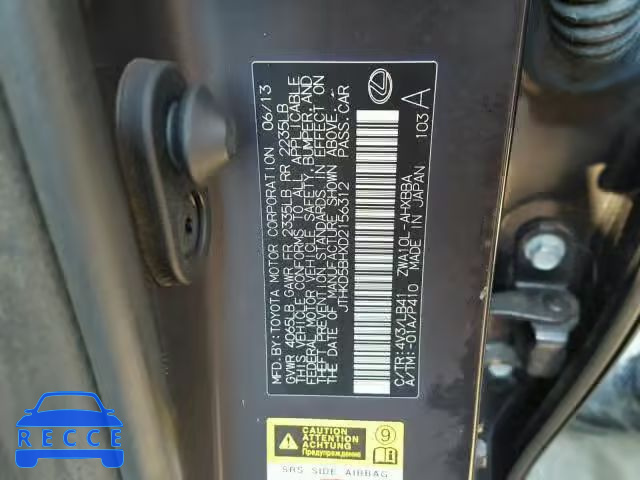 MFD.BY:TOYOTA MOTOR CORPORATION 06/13
GVWR 4065LB GAWR FR 2335LB RR 2235LB
THIS VEHICLE CONFORMS TO ALL APPLICABLE
FEDERAL MOTOR VEHICLE SAFETY, BUMPER, AND
THEFT PREVENTION STANDARDS IN EFFECT ON
THE DATE OF MANUFACTURE SHOWN ABOVE.
JTHKD5BHXD2156312 PASS.CAR
C/TR:4V3/LB41 ZWA10L-AHXBBA
A/TM:-01A/P410 MADE IN JAPAN 103 A
CAUTION
ATTENTION
ACHTUNG
Предупреждение
9
SRS SIDE AIRBAG
RECCE